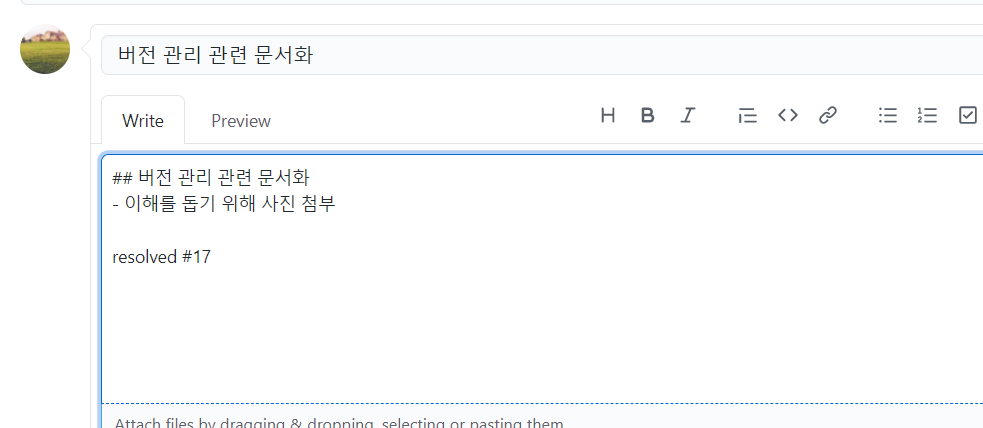 버전 관리 관련 문서화
Write Preview
## 버전 관리 관련 문서화
- 이해를 돕기 위해 사진 첨부
resolved #17
Attach files by dragging & dropping, selecting or pasting them.